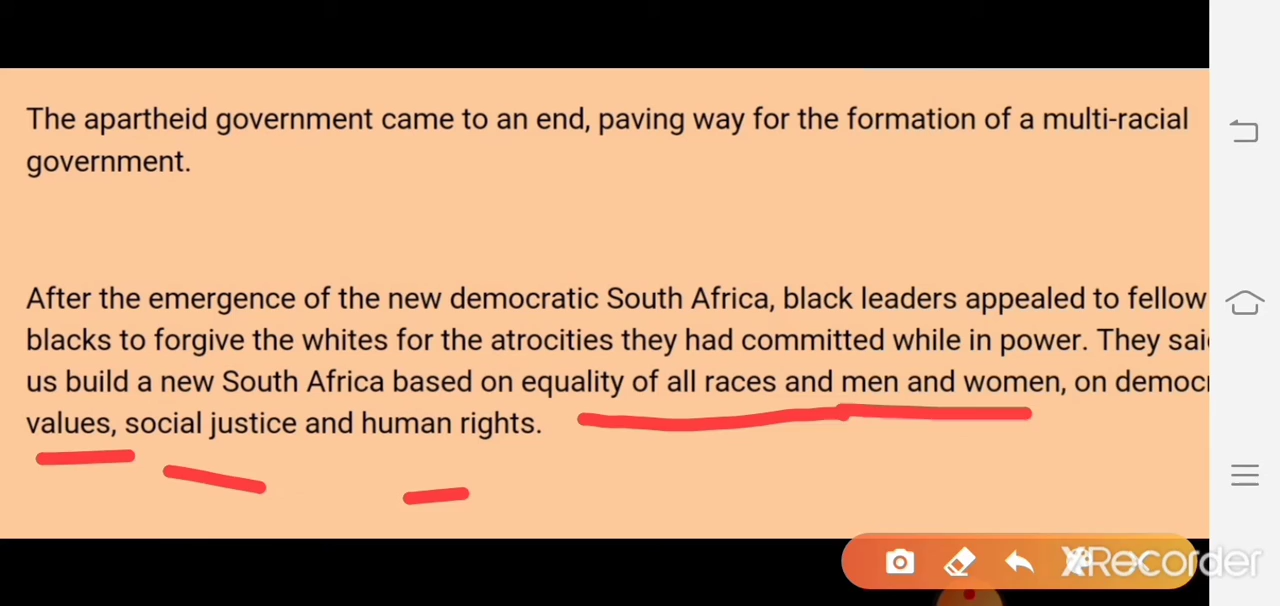 The apartheid government came to an end, paving way for the formation of a multi-racial
government.
After the emergence of the new democratic South Africa, black leaders appealed to fellow
blacks to forgive the whites for the atrocities they had committed while in power. They
us build a new South Africa based on equality of all races and men and women, on
values, social justice and human rights.
XRecorder